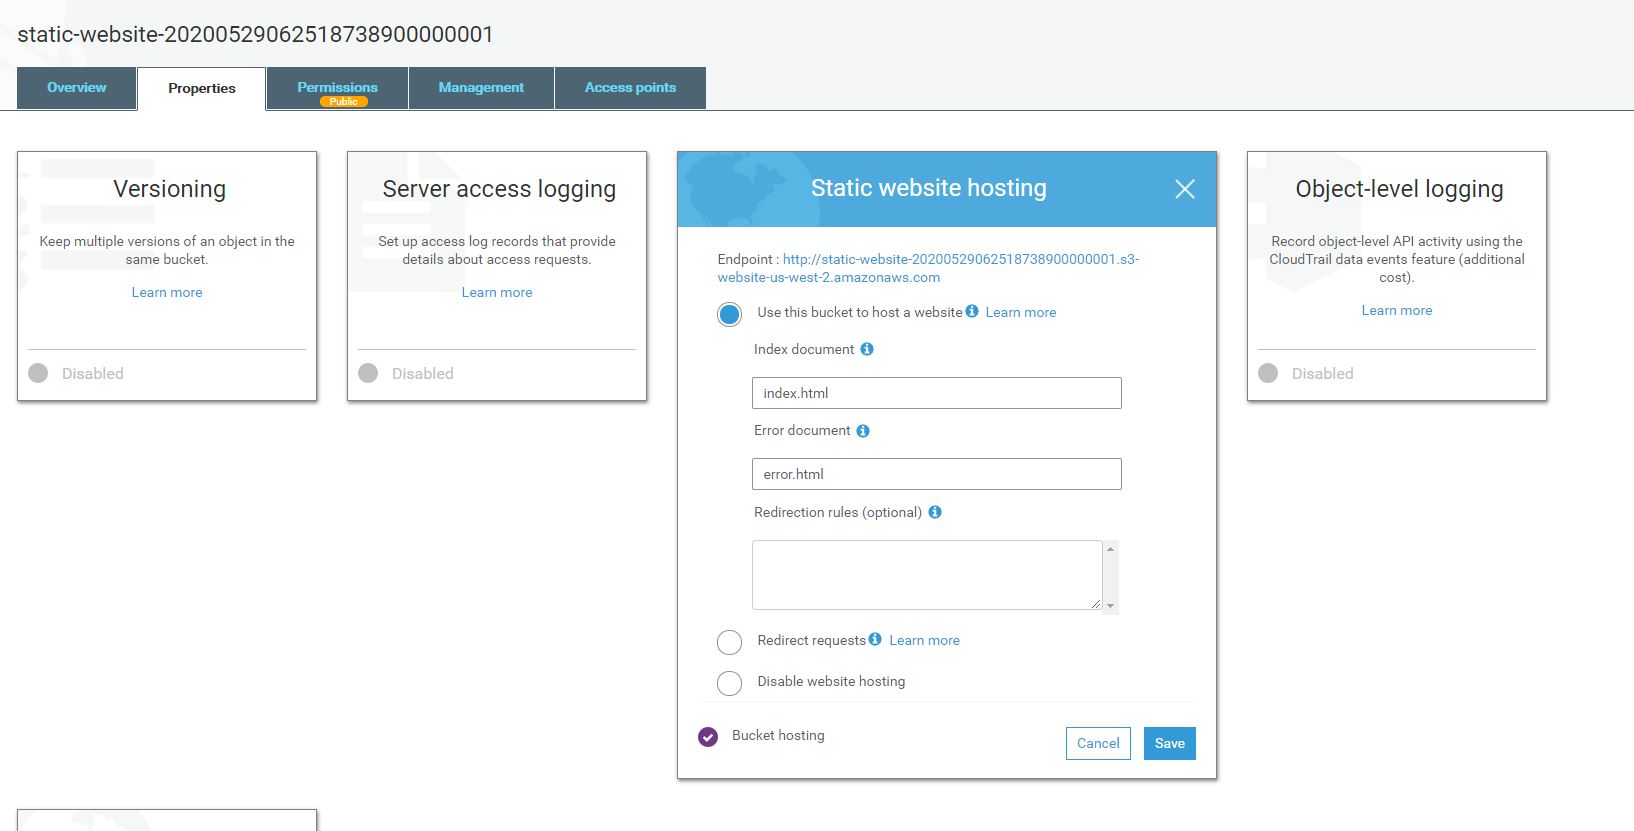 static-website-20200529062518738900000001
Overview
Properties
Permissions
Public
Management
Access points
Versioning
Keep multiple versions of an object in the
same bucket.
Learn more
Disabled
Server access logging
Set up access log records that provide
details about access requests.
Learn more
Disabled
Static website hosting
Endpoint : http://static-website-20200529062518738900000001.s3-
website-us-west-2.amazonaws.com
Use this bucket to host a website Learn more
Index document
index.html
Error document
error.html
Redirection rules (optional)
Redirect requests Learn more
Disable website hosting
Bucket hosting
Cancel
Save
Object-level logging
Record object-level API activity using the
CloudTrail data events feature (additional
cost).
Learn more
Disabled